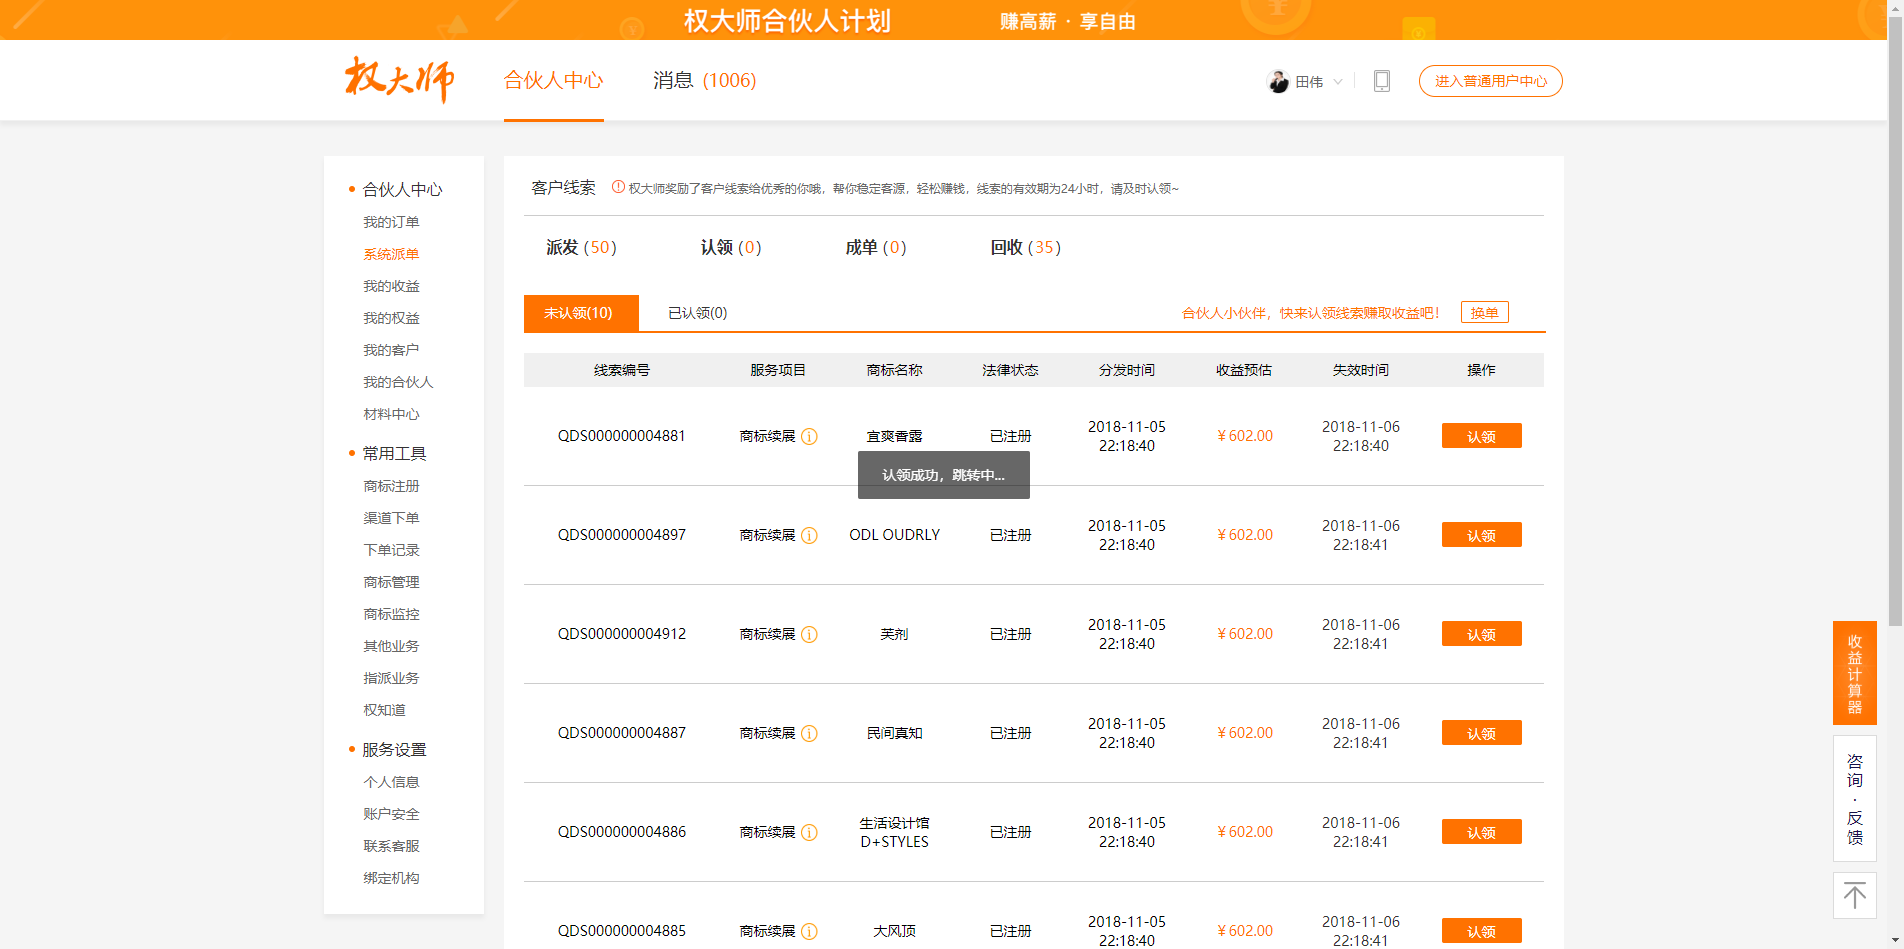 权大师合伙人计划 赚高薪 · 享自由
权大师 合伙人中心 消息 (1006) 田伟 进入普通用户中心
合伙人中心
我的订单
系统派单
我的收益
我的权益
我的客户
我的合伙人
材料中心
常用工具
商标注册
渠道下单
下单记录
商标管理
商标监控
其他业务
指派业务
权知道
服务设置
个人信息
账户安全
联系客服
绑定机构
客户线索 权大师奖励了客户线索给优秀的你哦，帮你稳定客源，轻松赚钱，线索的有效期为24小时，请及时认领~
派发 (50) 认领 (0) 成单 (0) 回收 (35)
未认领(10) 已认领(0) 合伙人小伙伴，快来认领线索赚取收益吧！ 换单
线索编号 服务项目 商标名称 法律状态 分发时间 收益预估 失效时间 操作
QDS000000004881 商标续展 宜爽香露 已注册 2018-11-05 22:18:40 ¥602.00 2018-11-06 22:18:40 认领
认领成功，跳转中...
QDS000000004897 商标续展 ODL OUDRLY 已注册 2018-11-05 22:18:40 ¥602.00 2018-11-06 22:18:41 认领
QDS000000004912 商标续展 芙剂 已注册 2018-11-05 22:18:40 ¥602.00 2018-11-06 22:18:41 认领
QDS000000004887 商标续展 民间真知 已注册 2018-11-05 22:18:40 ¥602.00 2018-11-06 22:18:41 认领
QDS000000004886 商标续展 生活设计馆 D+STYLES 已注册 2018-11-05 22:18:40 ¥602.00 2018-11-06 22:18:41 认领
QDS000000004885 商标续展 大风顶 已注册 2018-11-05 22:18:40 ¥602.00 2018-11-06 22:18:41 认领
收益计算器
咨询·反馈